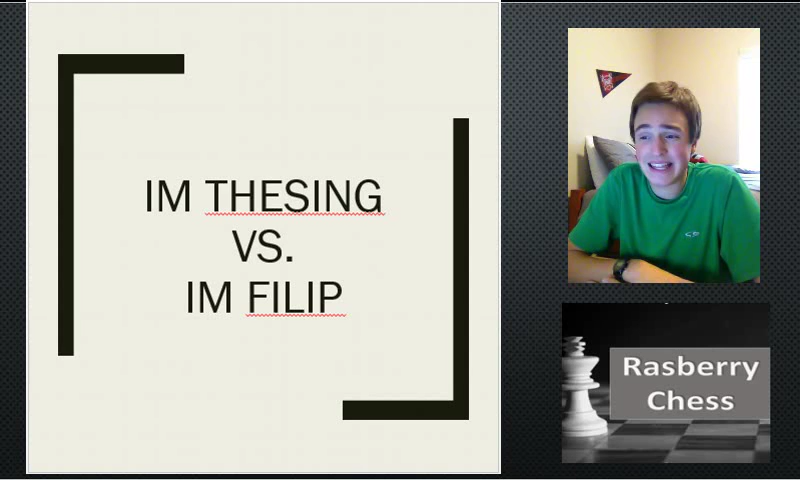 IM THESING
VS.
IM FILIP
Rasberry
Chess